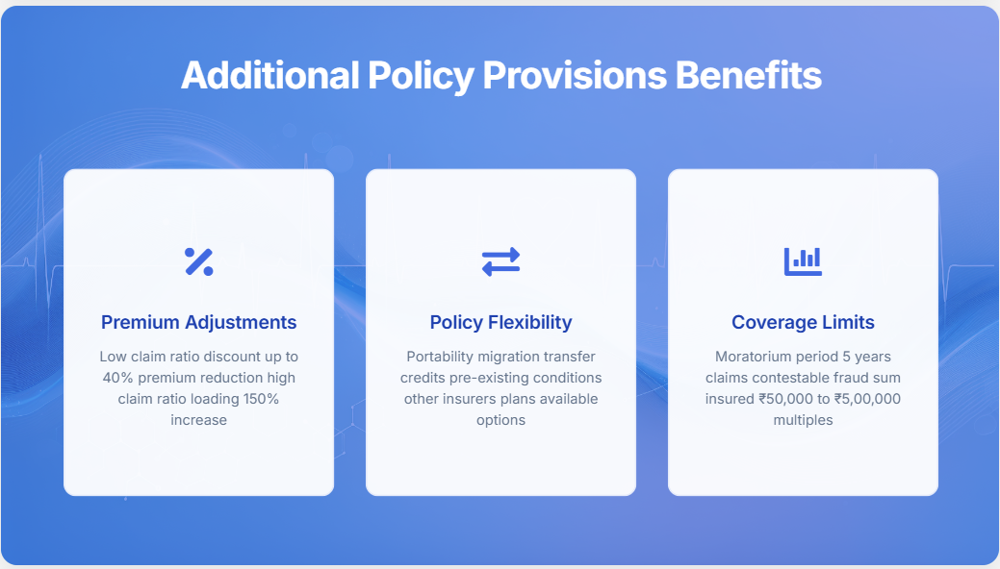 Additional Policy Provisions Benefits
Premium Adjustments
Low claim ratio discount up to
40% premium reduction high
claim ratio loading 150%
increase
Policy Flexibility
Portability migration transfer
credits pre-existing conditions
other insurers plans available
options
Coverage Limits
Moratorium period 5 years
claims contestable fraud sum
insured ₹50,000 to ₹5,00,000
multiples